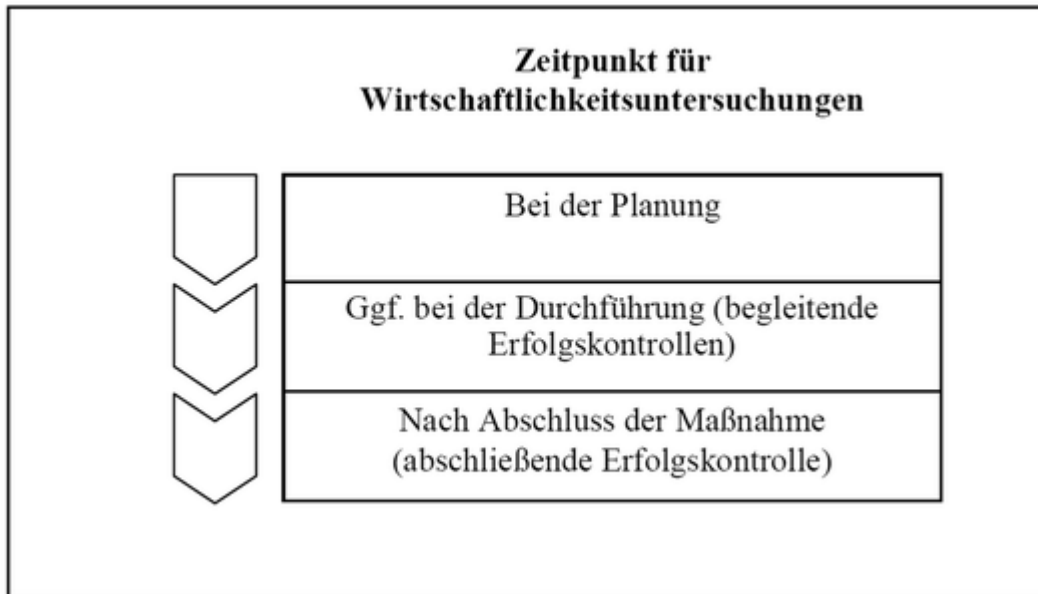 Zeitpunkt für
Wirtschaftlichkeitsuntersuchungen
Bei der Planung
Ggf. bei der Durchführung (begleitende
Erfolgskontrollen)
Nach Abschluss der Maßnahme
(abschließende Erfolgskontrolle)